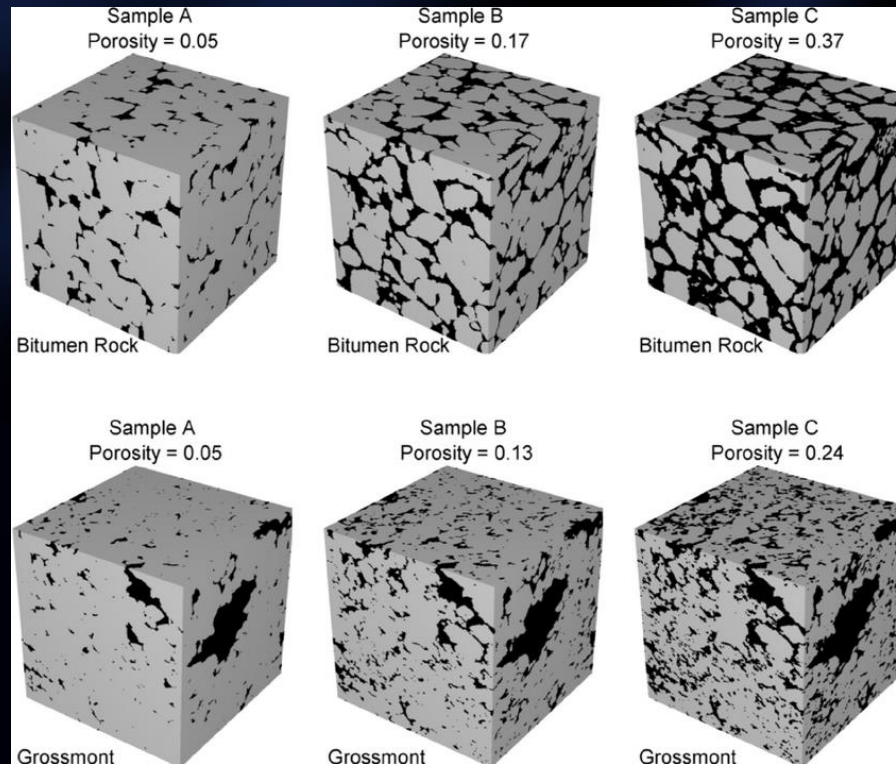 Sample A
Porosity = 0.05
Sample B
Porosity = 0.17
Sample C
Porosity = 0.37
Bitumen Rock
Bitumen Rock
Bitumen Rock
Sample A
Porosity = 0.05
Sample B
Porosity = 0.13
Sample C
Porosity = 0.24
Grossmont
Grossmont
Grossmont